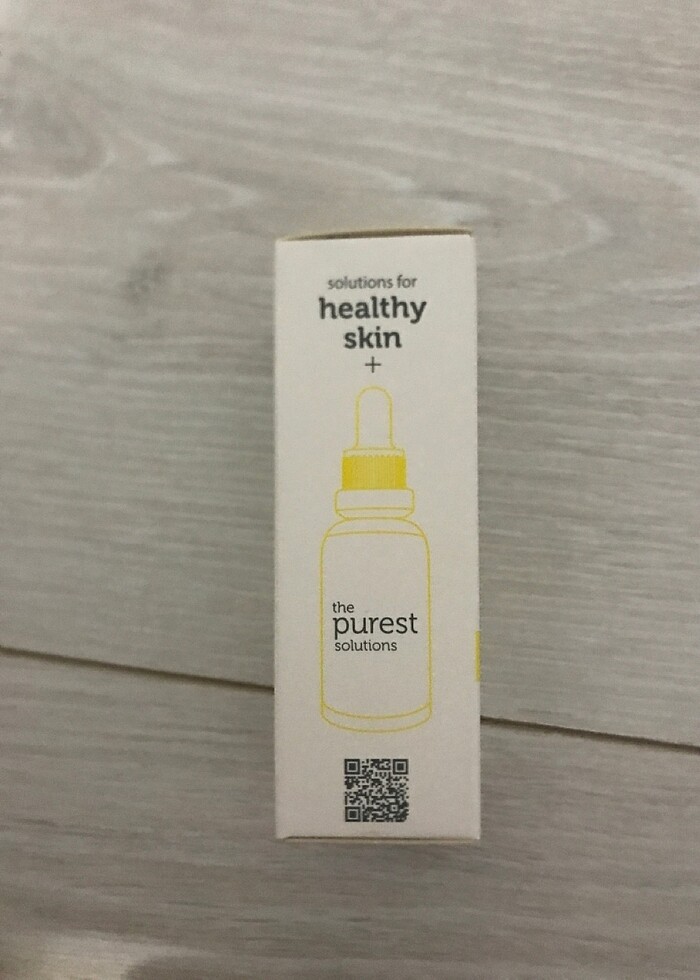 solutions for
healthy
skin
+
the
purest
solutions